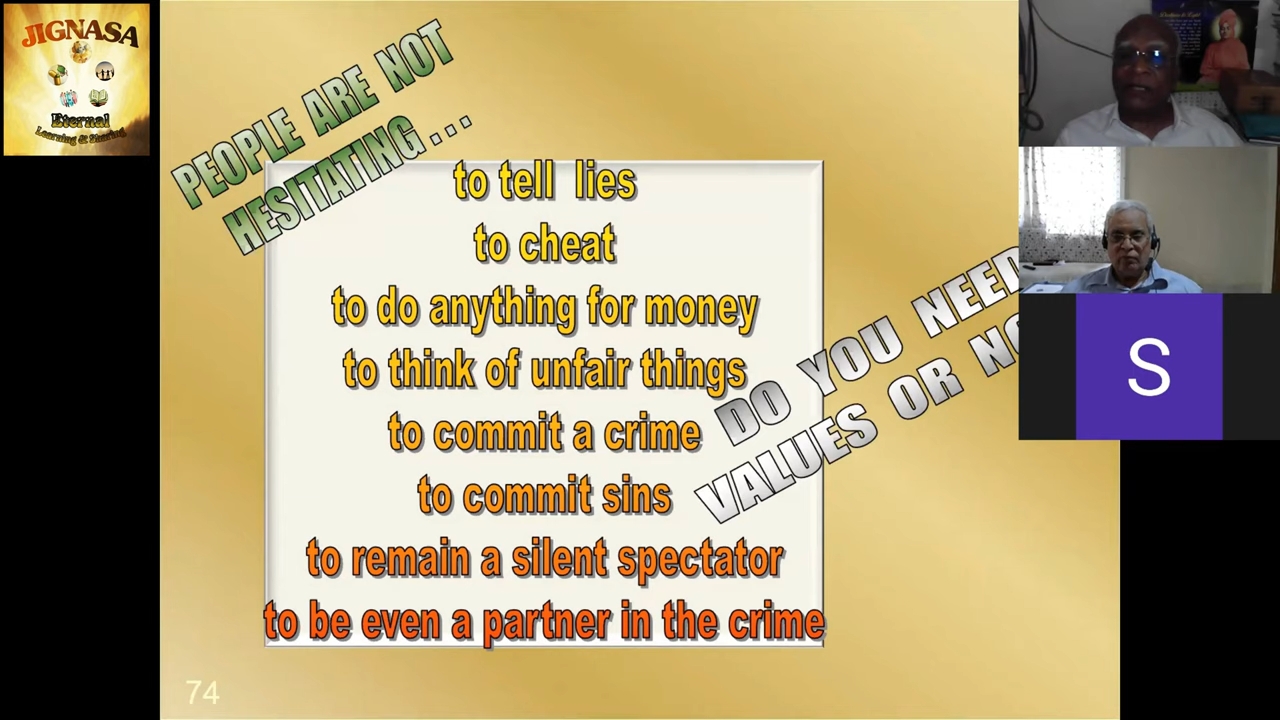 JIGNASA
Eternal
Learning & Sharing
PEOPLE ARE NOT
HESITATING . . .
to tell lies
to cheat
to do anything for money
to think of unfair things
to commit a crime
to commit sins
to remain a silent spectator
to be even a partner in the crime
DO YOU NEED
VALUES OR
S
74